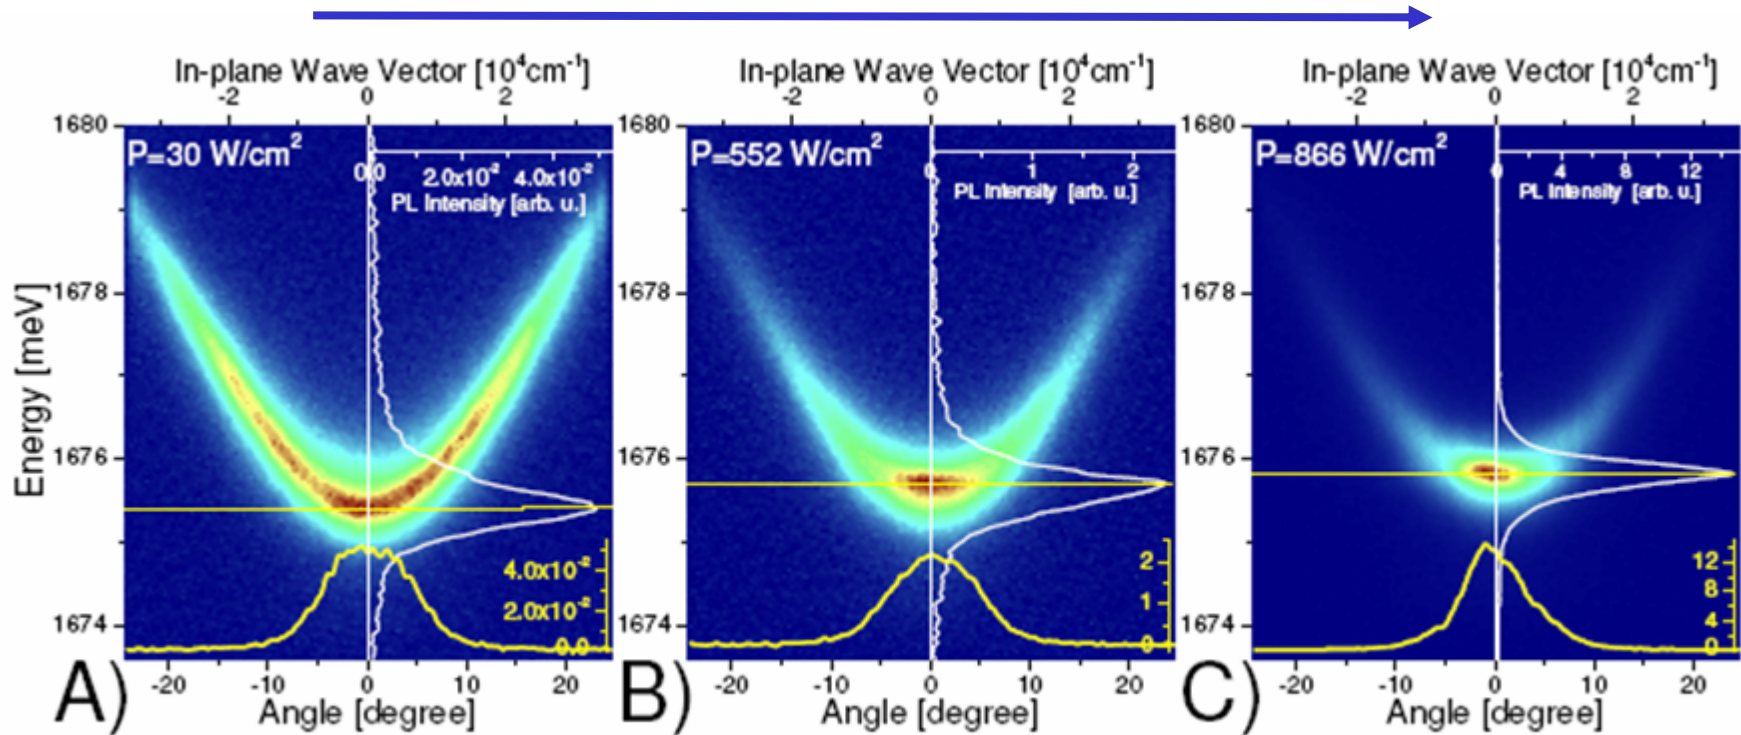 In-plane Wave Vector [10⁴cm⁻¹]
-2 0 2
1680
P=30 W/cm²
0.0 2.0x10⁻² 4.0x10⁻²
PL Intensity [arb. u.]
1678
Energy [meV]
1676
4.0x10⁻²
2.0x10⁻²
1674
0.0
-20 -10 0 10 20
A)
Angle [degree]
In-plane Wave Vector [10⁴cm⁻¹]
-2 0 2
1680
P=552 W/cm²
0 1 2
PL Intensity [arb. u.]
1678
1676
2
1
1674
0
-20 -10 0 10 20
B)
Angle [degree]
In-plane Wave Vector [10⁴cm⁻¹]
-2 0 2
1680
P=866 W/cm²
0 4 8 12
PL Intensity [arb. u.]
1678
1676
12
8
4
1674
0
-20 -10 0 10 20
C)
Angle [degree]